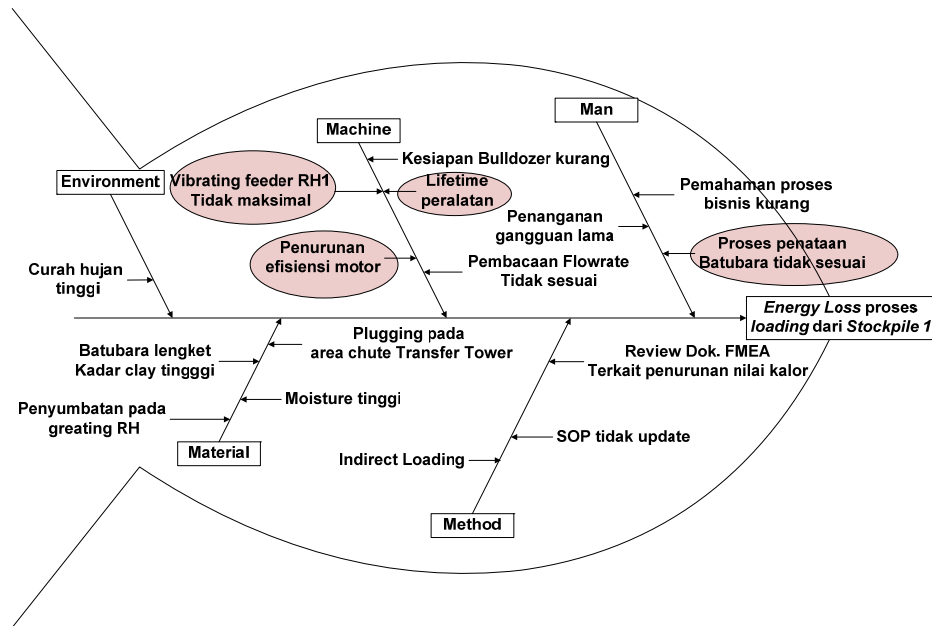 Man
Machine
Kesiapan Bulldozer kurang
Environment
Vibrating feeder RH1
Tidak maksimal
Lifetime
peralatan
Pemahaman proses
bisnis kurang
Penanganan
gangguan lama
Penurunan
efisiensi motor
Proses penataan
Batubara tidak sesuai
Curah hujan
tinggi
Pembacaan Flowrate
Tidak sesuai
Energy Loss proses
loading dari Stockpile 1
Plugging pada
area chute Transfer Tower
Batubara lengket
Kadar clay tingggi
Review Dok. FMEA
Terkait penurunan nilai kalor
Moisture tinggi
Penyumbatan pada
greating RH
SOP tidak update
Material
Indirect Loading
Method